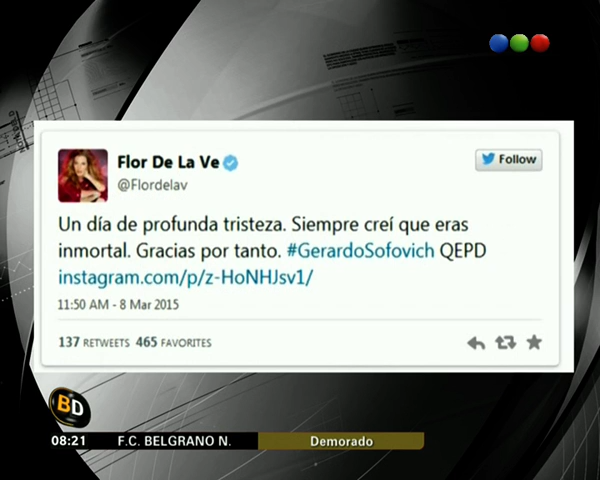 Flor De La Ve
@Flordelav
Follow
Un día de profunda tristeza. Siempre creí que eras
inmortal. Gracias por tanto. #GerardoSofovich QEPD
instagram.com/p/z-HoNHJsv1/
11:50 AM - 8 Mar 2015
137 RETWEETS 465 FAVORITES
BD
08:21 F.C. BELGRANO N. Demorado